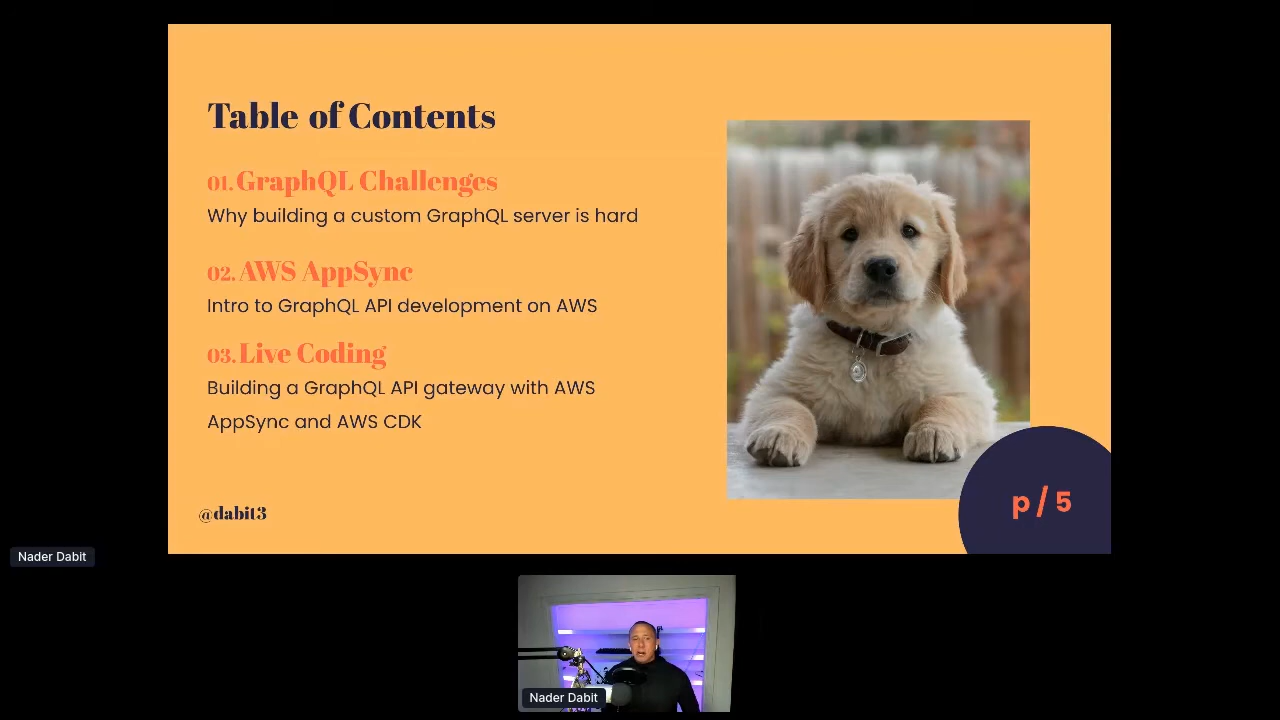 Table of Contents
01. GraphQL Challenges
Why building a custom GraphQL server is hard
02. AWS AppSync
Intro to GraphQL API development on AWS
03. Live Coding
Building a GraphQL API gateway with AWS
AppSync and AWS CDK
@dabit3
p / 5
Nader Dabit
Nader Dabit